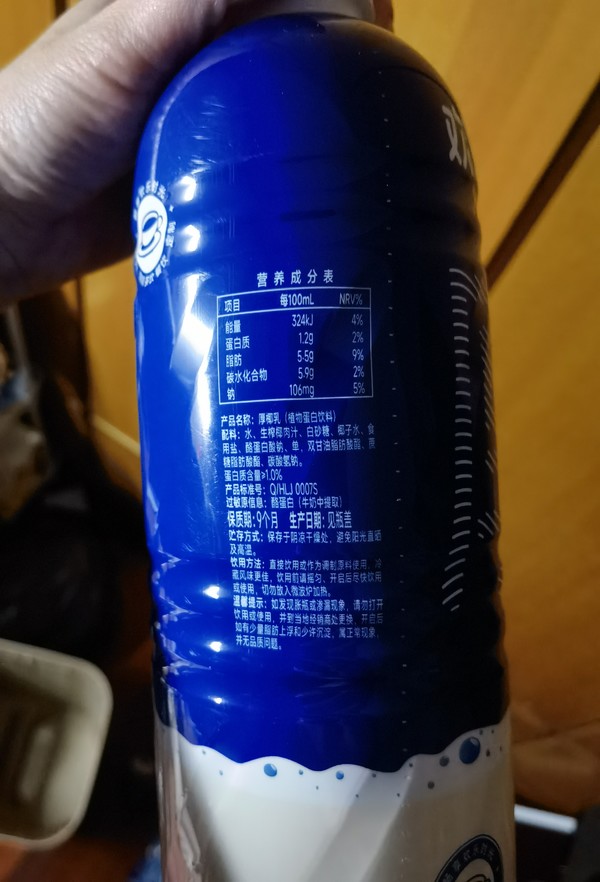 欢
营养成分表
项目 每100mL NRV%
能量 324kJ 4%
蛋白质 1.2g 2%
脂肪 5.5g 9%
碳水化合物 5.9g 2%
钠 106mg 5%
产品名称：厚椰乳（植物蛋白饮料）
配料：水、生榨椰肉汁、白砂糖、椰子水、食
用盐、酪蛋白酸钠、单，双甘油脂肪酸酯、蔗
糖脂肪酸酯、碳酸氢钠。
蛋白质含量≥1.0%
产品标准号：Q/HLJ 0007S
过敏原信息：酪蛋白（牛奶中提取）
保质期：9个月 生产日期：见瓶盖
贮存方式：保存于阴凉干燥处，避免阳光直晒
及高温。
饮用方法：直接饮用或作为调制原料使用，冷
藏风味更佳，饮用前请摇匀，开启后尽快饮用
或使用，切勿放入微波炉加热。
温馨提示：如发现胀瓶或渗漏现象，请勿打开
饮用或使用，并到当地经销商处更换，开启后
如有少量脂肪上浮和少许沉淀，属正常现象，
并无品质问题。